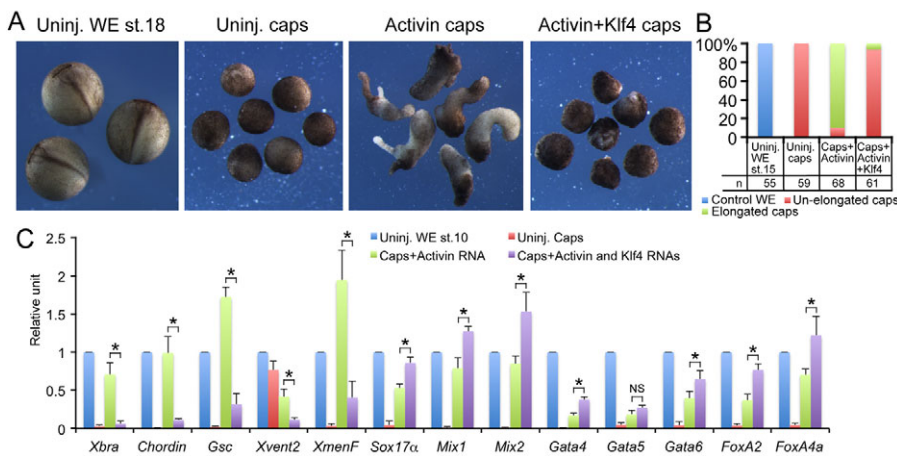 A Uninj. WE st.18 Uninj. caps Activin caps Activin+Klf4 caps
B
100%
80
60
40
20
0
Uninj. WE st.15 Uninj. caps Caps+ Activin Caps+ Activin +Klf4
n 55 59 68 61
Control WE Un-elongated caps
Elongated caps
C
Uninj. WE st.10 Uninj. Caps
Caps+Activin RNA Caps+Activin and Klf4 RNAs
Relative unit
2.5
2
1.5
1
0.5
0
* * * * * * * * * NS * * *
Xbra Chordin Gsc Xvent2 XmenF Sox17α Mix1 Mix2 Gata4 Gata5 Gata6 FoxA2 FoxA4a